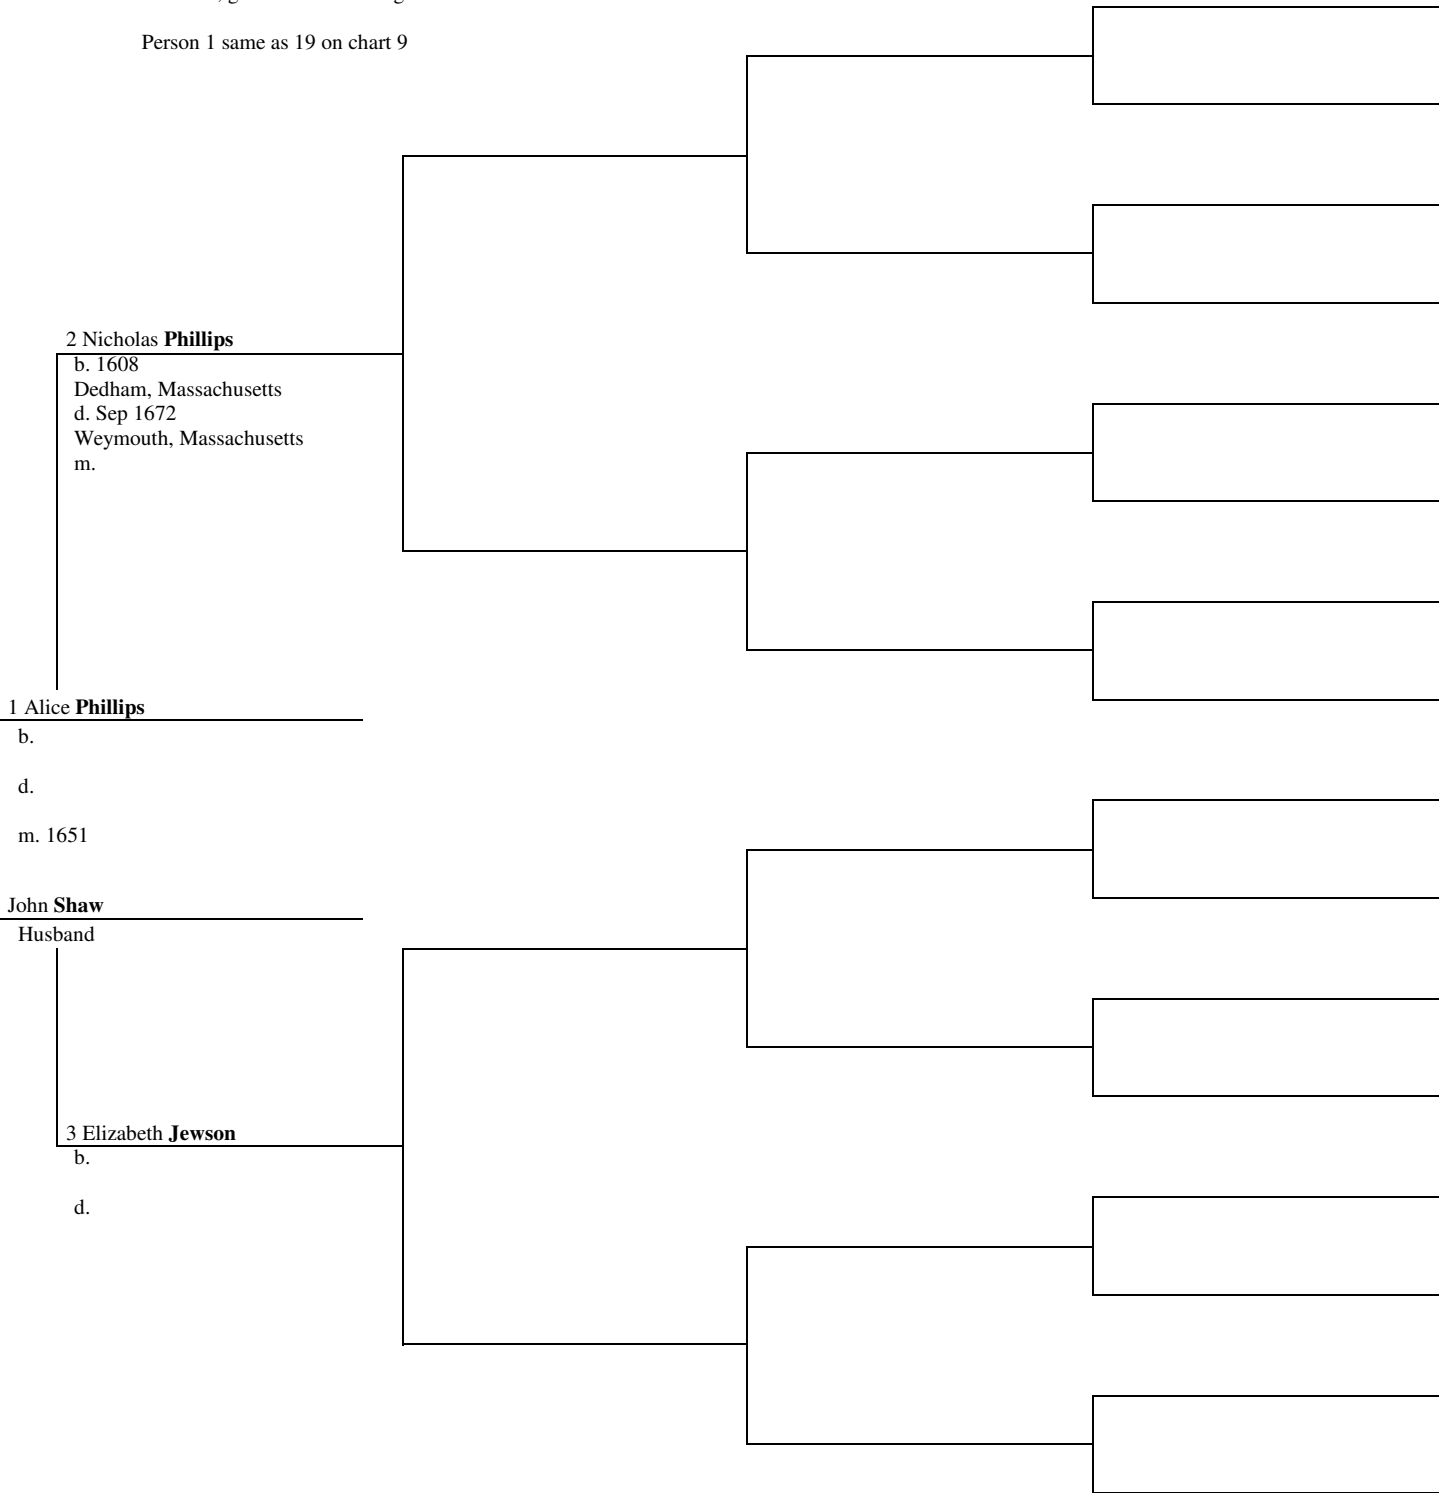 Person 1 same as 19 on chart 9
2 Nicholas Phillips
b. 1608
Dedham, Massachusetts
d. Sep 1672
Weymouth, Massachusetts
m.
1 Alice Phillips
b.
d.
m. 1651
John Shaw
Husband
3 Elizabeth Jewson
b.
d.